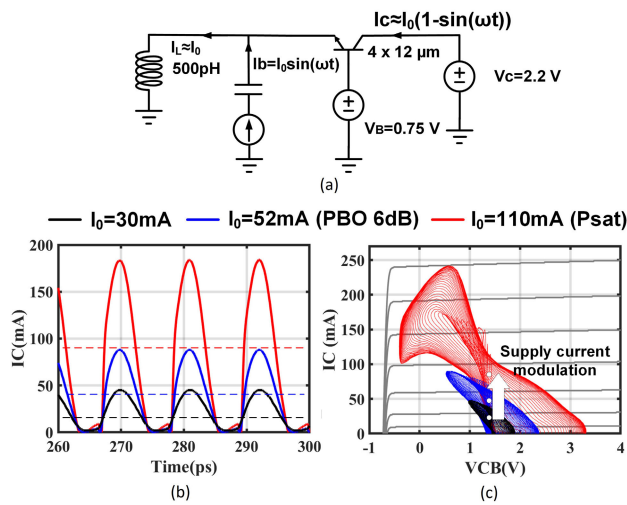 Ic≈I₀(1-sin(ωt))
I_L≈I₀
500pH
Ib=I₀sin(ωt)
4 x 12 µm
V_B=0.75 V
Vc=2.2 V
(a)
I₀=30mA I₀=52mA (PBO 6dB) I₀=110mA (Psat)
IC(mA)
200
150
100
50
0
260 270 280 290 300
Time(ps)
(b)
IC (mA)
250
200
150
100
50
0
-1 0 1 2 3 4
VCB(V)
Supply current
modulation
(c)